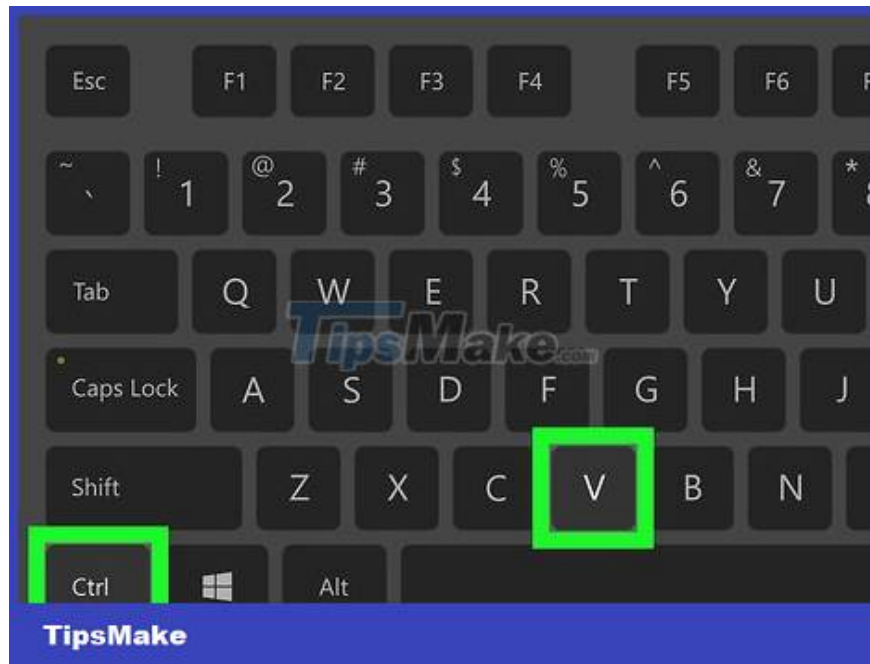 Esc F1 F2 F3 F4 F5 F6
~ ` ! 1 @ 2 # 3 $ 4 % 5 ^ 6 & 7 *
Tab Q W E R T Y U
TipsMake.com
Caps Lock A S D F G H J
Shift Z X C V B N
Ctrl Alt
TipsMake